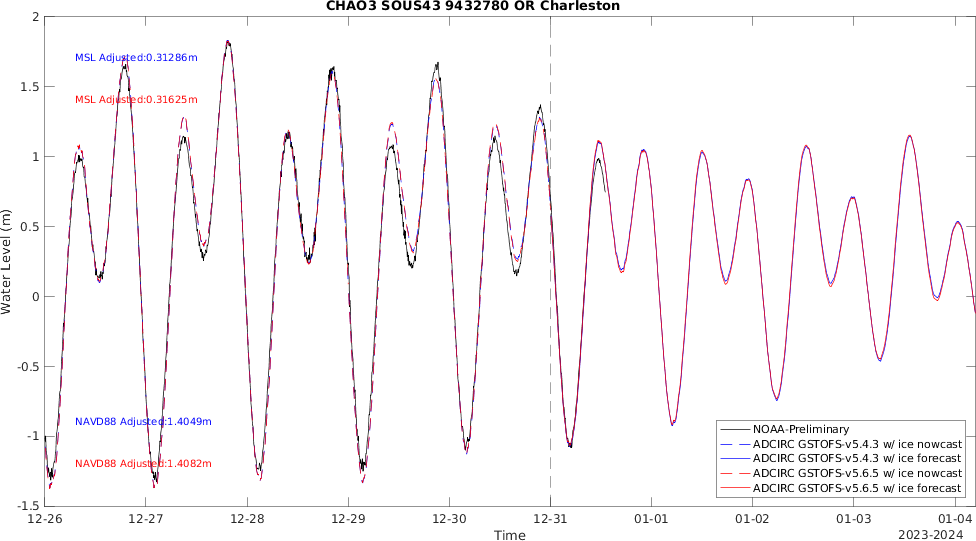 CHAO3 SOUS43 9432780 OR Charleston
2
1.5
1
0.5
0
-0.5
-1
-1.5
Water Level (m)
MSL Adjusted:0.31286m
MSL Adjusted:0.31625m
NAVD88 Adjusted:1.4049m
NAVD88 Adjusted:1.4082m
NOAA-Preliminary
ADCIRC GSTOFS-v5.4.3 w/ ice nowcast
ADCIRC GSTOFS-v5.4.3 w/ ice forecast
ADCIRC GSTOFS-v5.6.5 w/ ice nowcast
ADCIRC GSTOFS-v5.6.5 w/ ice forecast
12-26 12-27 12-28 12-29 12-30 12-31 01-01 01-02 01-03 01-04
Time
2023-2024